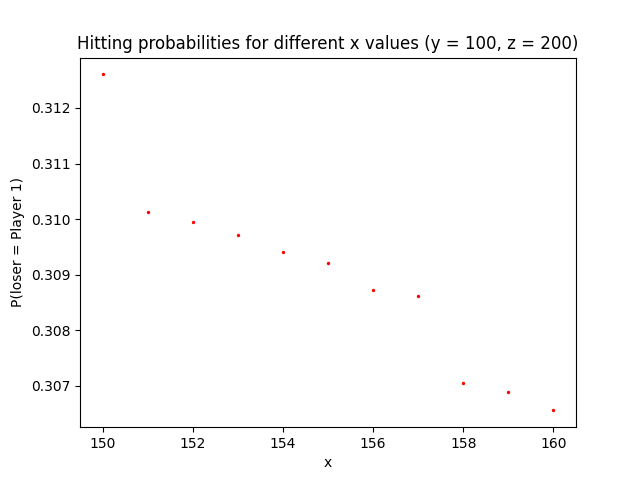 Hitting probabilities for different x values (y = 100, z = 200)
P(loser = Player 1)
0.312
0.311
0.310
0.309
0.308
0.307
150 152 154 156 158 160
x